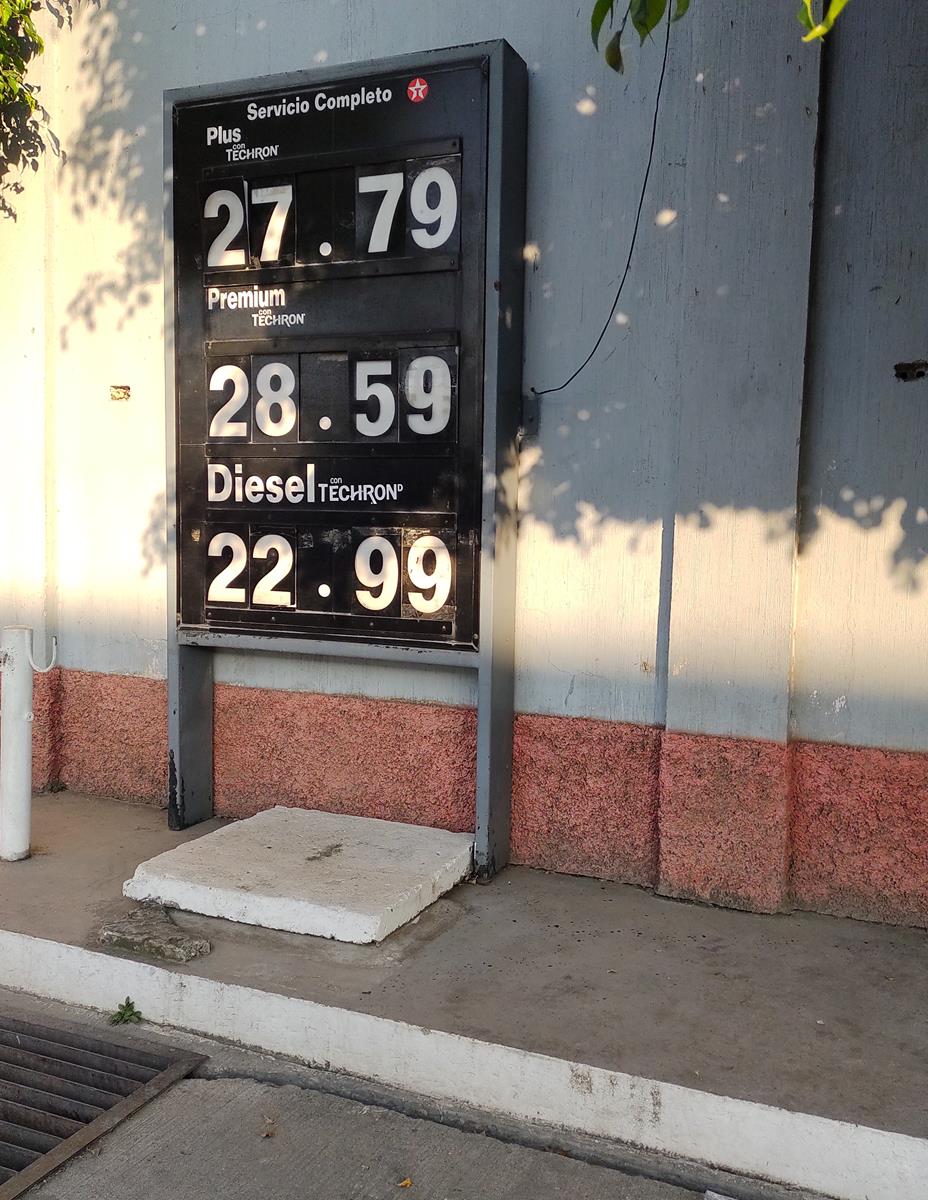 Servicio Completo
Plus
con
TECHRON
27.79
Premium
con
TECHRON
28.59
Diesel con TECHRON D
22.99